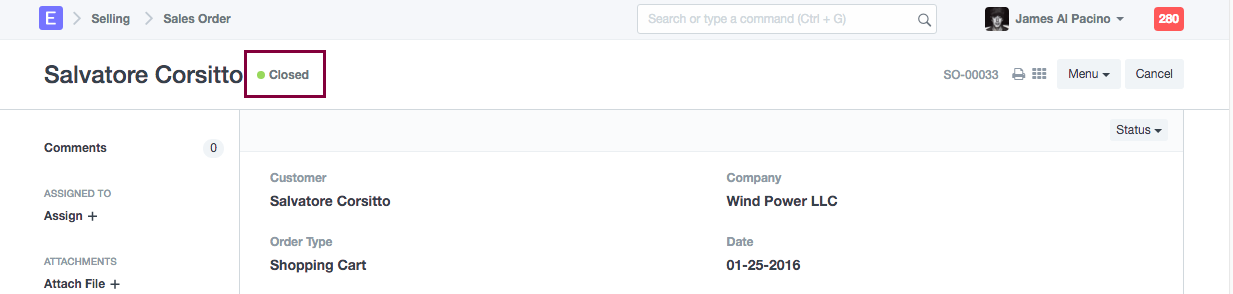 E Selling Sales Order Search or type a command (Ctrl + G) James Al Pacino 280
Salvatore Corsitto Closed SO-00033 Menu Cancel
Status
Comments 0
Customer Company
Salvatore Corsitto Wind Power LLC
ASSIGNED TO
Assign +
Order Type Date
Shopping Cart 01-25-2016
ATTACHMENTS
Attach File +